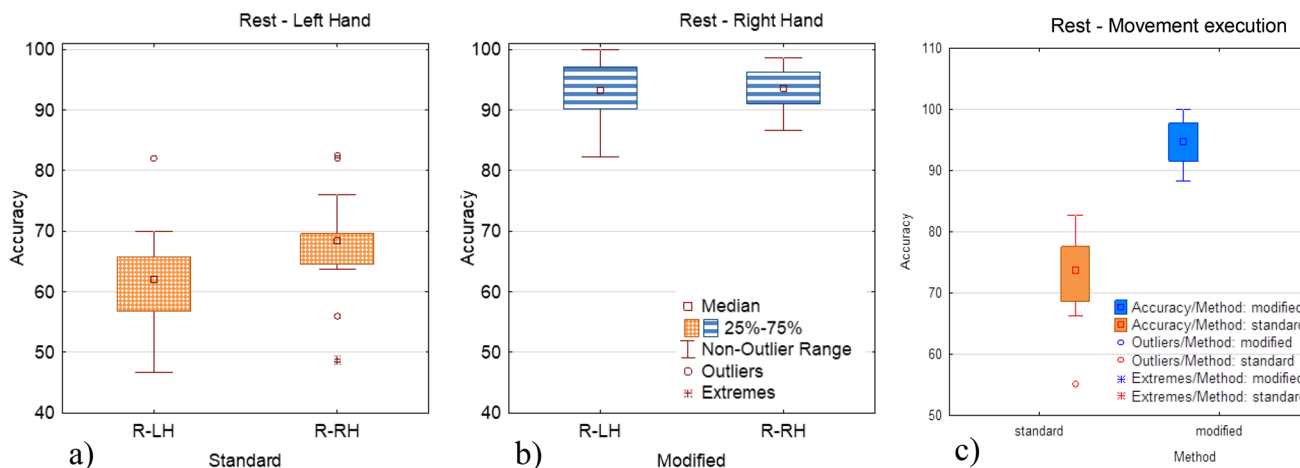 Rest - Left Hand
100
90
80
70
60
50
40
Accuracy
R-LH
R-RH
Standard
a)
Rest - Right Hand
100
90
80
70
60
50
40
Accuracy
Median
25%-75%
Non-Outlier Range
Outliers
Extremes
R-LH
R-RH
Modified
b)
Rest - Movement execution
110
100
90
80
70
60
50
Accuracy
Accuracy/Method: modified
Accuracy/Method: standard
Outliers/Method: modified
Outliers/Method: standard
Extremes/Method: modified
Extremes/Method: standard
standard
modified
Method
c)